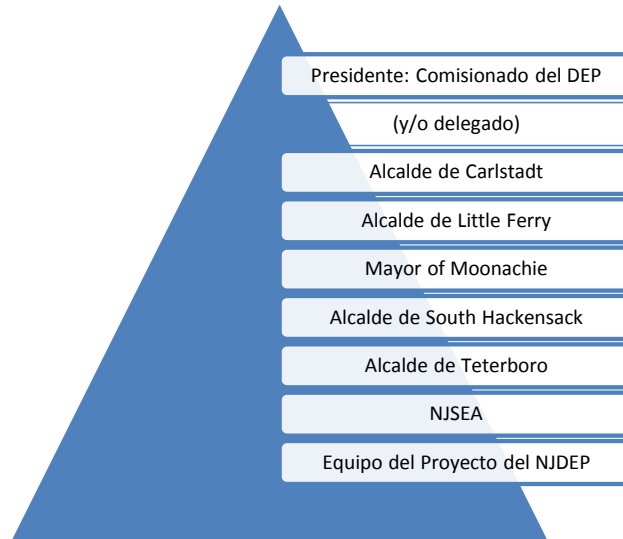 Presidente: Comisionado del DEP
(y/o delegado)
Alcalde de Carlstadt
Alcalde de Little Ferry
Mayor of Moonachie
Alcalde de South Hackensack
Alcalde de Teterboro
NJSEA
Equipo del Proyecto del NJDEP